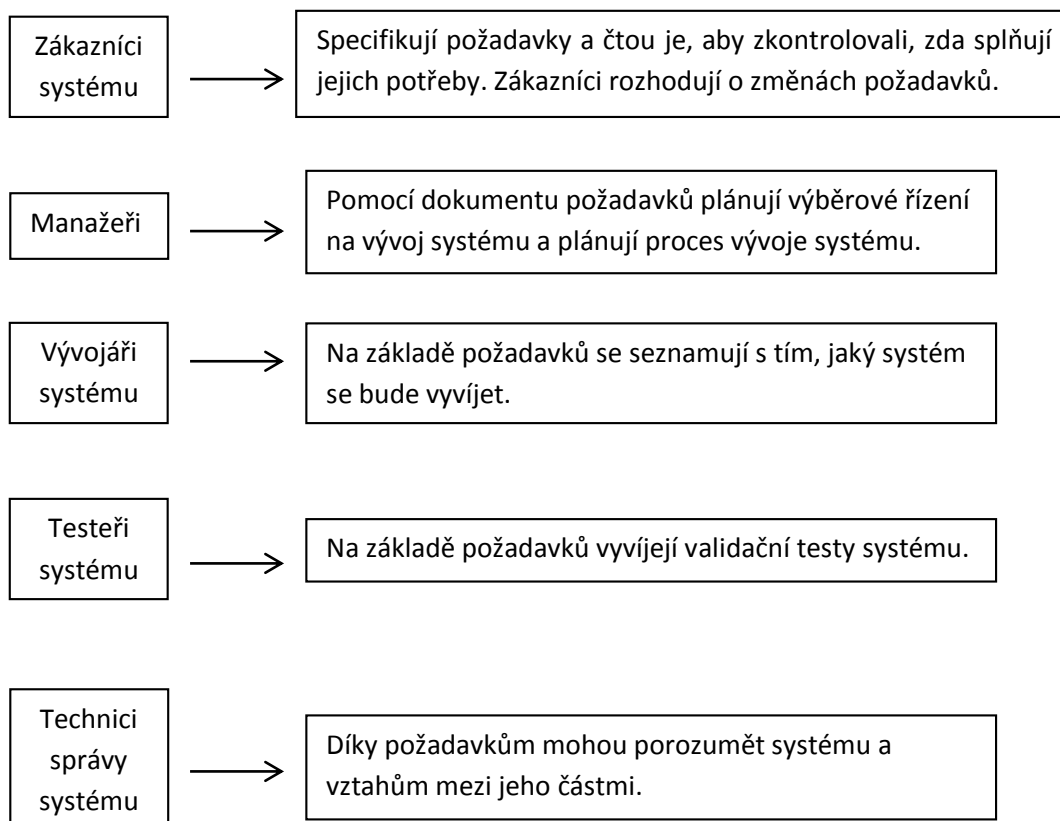 Zákazníci
systému
Specifikují požadavky a čtou je, aby zkontrolovali, zda splňují
jejich potřeby. Zákazníci rozhodují o změnách požadavků.
Manažeři
Pomocí dokumentu požadavků plánují výběrové řízení
na vývoj systému a plánují proces vývoje systému.
Vývojáři
systému
Na základě požadavků se seznamují s tím, jaký systém
se bude vyvíjet.
Testeři
systému
Na základě požadavků vyvíjejí validační testy systému.
Technici
správy
systému
Díky požadavkům mohou porozumět systému a
vztahům mezi jeho částmi.